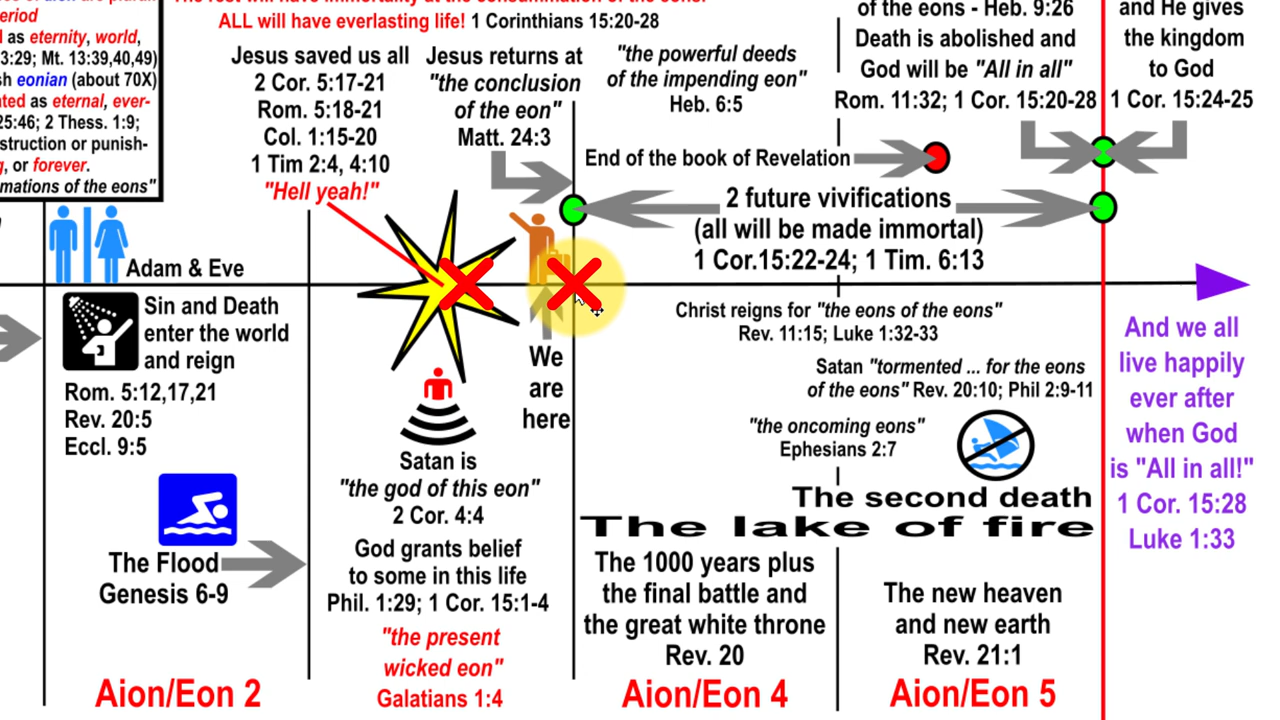 eriod
as eternity, world,
3:29; Mt. 13:39,40,49)
eonian (about 70X)
as eternal, ever-
25:46; 2 Thess. 1:9;
struction or punish-
or forever.
mations of the eons"
ALL will have everlasting life! 1 Corinthians 15:20-28
Jesus saved us all
2 Cor. 5:17-21
Rom. 5:18-21
Col. 1:15-20
1 Tim 2:4, 4:10
"Hell yeah!"
Jesus returns at
"the conclusion
of the eon"
Matt. 24:3
"the powerful deeds
of the impending eon"
Heb. 6:5
of the eons - Heb. 9:26
Death is abolished and
God will be "All in all"
Rom. 11:32; 1 Cor. 15:20-28
and He gives
the kingdom
to God
1 Cor. 15:24-25
End of the book of Revelation
2 future vivifications
(all will be made immortal)
1 Cor.15:22-24; 1 Tim. 6:13
Adam & Eve
Sin and Death
enter the world
and reign
Rom. 5:12,17,21
Rev. 20:5
Eccl. 9:5
The Flood
Genesis 6-9
Aion/Eon 2
Satan is
"the god of this eon"
2 Cor. 4:4
God grants belief
to some in this life
Phil. 1:29; 1 Cor. 15:1-4
"the present
wicked eon"
Galatians 1:4
We
are
here
Christ reigns for "the eons of the eons"
Rev. 11:15; Luke 1:32-33
Satan "tormented ... for the eons
of the eons" Rev. 20:10; Phil 2:9-11
"the oncoming eons"
Ephesians 2:7
The second death
The lake of fire
The 1000 years plus
the final battle and
the great white throne
Rev. 20
Aion/Eon 4
The new heaven
and new earth
Rev. 21:1
Aion/Eon 5
And we all
live happily
ever after
when God
is "All in all!"
1 Cor. 15:28
Luke 1:33